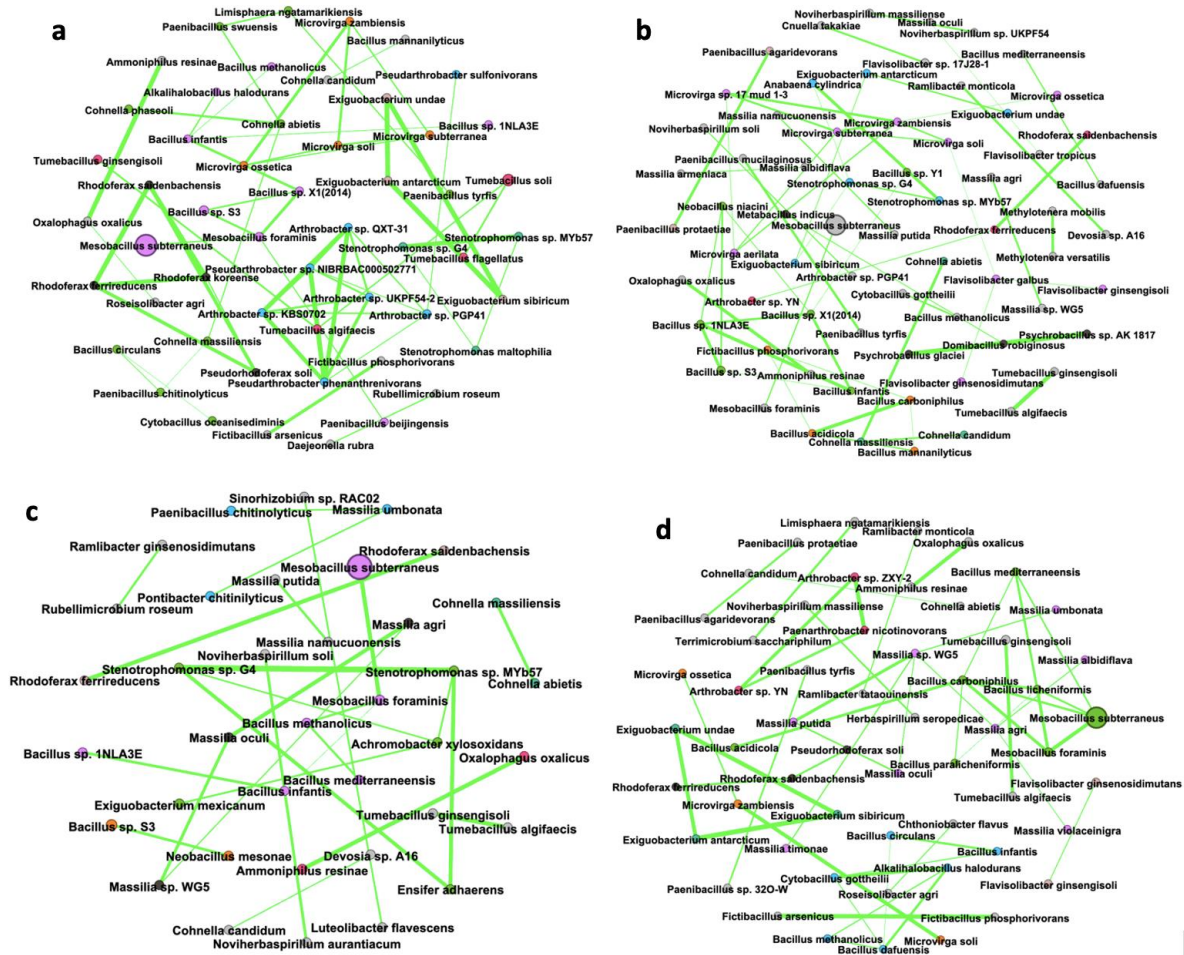 a
Limisphaera ngatamarikiensis
Paenibacillus swuensis
Microvirga zambiensis
Bacillus mannanilyticus
Ammoniphilus resinae
Bacillus methanolicus
Cohnella candidum
Pseudarthrobacter sulfonivorans
Alkalihalobacillus halodurans
Exiguobacterium undae
Cohnella phaseoli
Cohnella abietis
Bacillus sp. 1NLA3E
Bacillus infantis
Microvirga subterranea
Microvirga soli
Tumebacillus ginsengisoli
Microvirga ossetica
Rhodoferax saidenbachensis
Exiguobacterium antarcticum
Tumebacillus soli
Bacillus sp. X1(2014)
Paenibacillus tyrfis
Bacillus sp. S3
Oxalophagus oxalicus
Arthrobacter sp. QXT-31
Mesobacillus foraminis
Stenotrophomonas sp. MYb57
Mesobacillus subterraneus
Stenotrophomonas sp. G4
Tumebacillus flagellatus
Pseudarthrobacter sp. NIBRBAC000502771
Rhodoferax koreense
Rhodoferax ferrireducens
Roseisolibacter agri
Arthrobacter sp. UKPF54-2
Exiguobacterium sibiricum
Arthrobacter sp. KBS0702
Arthrobacter sp. PGP41
Tumebacillus algifaecis
Cohnella massiliensis
Bacillus circulans
Stenotrophomonas maltophilia
Fictibacillus phosphorivorans
Pseudorhodoferax soli
Pseudarthrobacter phenanthrenivorans
Paenibacillus chitinolyticus
Rubellimicrobium roseum
Cytobacillus oceanisediminis
Paenibacillus beijingensis
Fictibacillus arsenicus
Daejeonella rubra
b
Noviherbaspirillum massiliense
Cnuella takakiae
Massilia oculi
Noviherbaspirillum sp. UKPF54
Paenibacillus agaridevorans
Bacillus mediterraneensis
Flavisolibacter sp. 17J28-1
Exiguobacterium antarcticum
Anabaena cylindrica
Ramlibacter monticola
Microvirga sp. 17 mud 1-3
Microvirga ossetica
Massilia namucuonensis
Microvirga zambiensis
Exiguobacterium undae
Noviherbaspirillum soli
Microvirga subterranea
Rhodoferax saidenbachensis
Microvirga soli
Flavisolibacter tropicus
Paenibacillus mucilaginosus
Massilia albidiflava
Massilia armeniaca
Bacillus sp. Y1
Massilia agri
Stenotrophomonas sp. G4
Bacillus dafuensis
Stenotrophomonas sp. MYb57
Neobacillus niacini
Metabacillus indicus
Methylotenera mobilis
Mesobacillus subterraneus
Paenibacillus protaetiae
Massilia putida
Rhodoferax ferrireducens
Devosia sp. A16
Microvirga aerilata
Methylotenera versatilis
Exiguobacterium sibiricum
Cohnella abietis
Oxalophagus oxalicus
Arthrobacter sp. PGP41
Flavisolibacter galbus
Flavisolibacter ginsengisoli
Arthrobacter sp. YN
Cytobacillus gottheilii
Massilia sp. WG5
Bacillus sp. X1(2014)
Bacillus methanolicus
Bacillus sp. 1NLA3E
Paenibacillus tyrfis
Psychrobacillus sp. AK 1817
Domibacillus robiginosus
Fictibacillus phosphorivorans
Psychrobacillus glaciei
Bacillus sp. S3
Ammoniphilus resinae
Tumebacillus ginsengisoli
Flavisolibacter ginsenosidimutans
Bacillus infantis
Bacillus carboniphilus
Mesobacillus foraminis
Tumebacillus algifaecis
Bacillus acidicola
Cohnella candidum
Cohnella massiliensis
Bacillus mannanilyticus
c
Sinorhizobium sp. RAC02
Paenibacillus chitinolyticus
Massilia umbonata
Ramlibacter ginsenosidimutans
Rhodoferax saidenbachensis
Mesobacillus subterraneus
Massilia putida
Pontibacter chitinilyticus
Rubellimicrobium roseum
Cohnella massiliensis
Massilia agri
Massilia namucuonensis
Noviherbaspirillum soli
Stenotrophomonas sp. G4
Stenotrophomonas sp. MYb57
Rhodoferax ferrireducens
Cohnella abietis
Mesobacillus foraminis
Bacillus methanolicus
Massilia oculi
Achromobacter xylosoxidans
Bacillus sp. 1NLA3E
Oxalophagus oxalicus
Bacillus mediterraneensis
Bacillus infantis
Exiguobacterium mexicanum
Tumebacillus ginsengisoli
Bacillus sp. S3
Tumebacillus algifaecis
Neobacillus mesonae
Devosia sp. A16
Ammoniphilus resinae
Massilia sp. WG5
Ensifer adhaerens
Cohnella candidum
Luteolibacter flavescens
Noviherbaspirillum aurantiacum
d
Limisphaera ngatamarikiensis
Ramlibacter monticola
Paenibacillus protaetiae
Oxalophagus oxalicus
Cohnella candidum
Arthrobacter sp. ZXY-2
Bacillus mediterraneensis
Ammoniphilus resinae
Noviherbaspirillum massiliense
Cohnella abietis
Massilia umbonata
Paenibacillus agaridevorans
Paenarthrobacter nicotinovorans
Terrimicrobium sacchariphilum
Tumebacillus ginsengisoli
Massilia sp. WG5
Massilia albidiflava
Microvirga ossetica
Paenibacillus tyrfis
Bacillus carboniphilus
Arthrobacter sp. YN
Ramlibacter tataouinensis
Bacillus licheniformis
Herbaspirillum seropedicae
Mesobacillus subterraneus
Massilia putida
Exiguobacterium undae
Massilia agri
Bacillus acidicola
Pseudorhodoferax soli
Mesobacillus foraminis
Bacillus paralicheniformis
Massilia oculi
Rhodoferax saidenbachensis
Rhodoferax ferrireducens
Flavisolibacter ginsenosidimutans
Tumebacillus algifaecis
Microvirga zambiensis
Exiguobacterium sibiricum
Chthoniobacter flavus
Massilia violaceinigra
Exiguobacterium antarcticum
Bacillus circulans
Massilia timonae
Bacillus infantis
Alkalihalobacillus halodurans
Cytobacillus gottheilii
Paenibacillus sp. 32O-W
Roseisolibacter agri
Flavisolibacter ginsengisoli
Fictibacillus arsenicus
Fictibacillus phosphorivorans
Bacillus methanolicus
Microvirga soli
Bacillus dafuensis